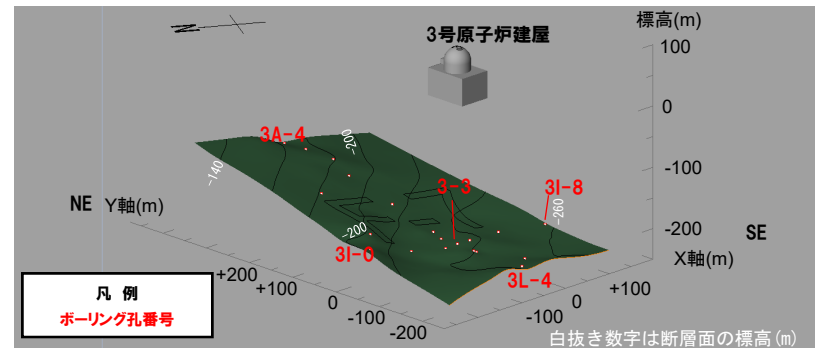 標高(m)
N
3号原子炉建屋
100
0
-100
-200
3A-4
-200
-140
3-3
3I-8
-260
NE
Y軸(m)
SE
X軸(m)
-200
3I-0
3L-4
+200
+100
0
-100
-200
+100
0
-100
凡 例
ボーリング孔番号
白抜き数字は断層面の標高(m)